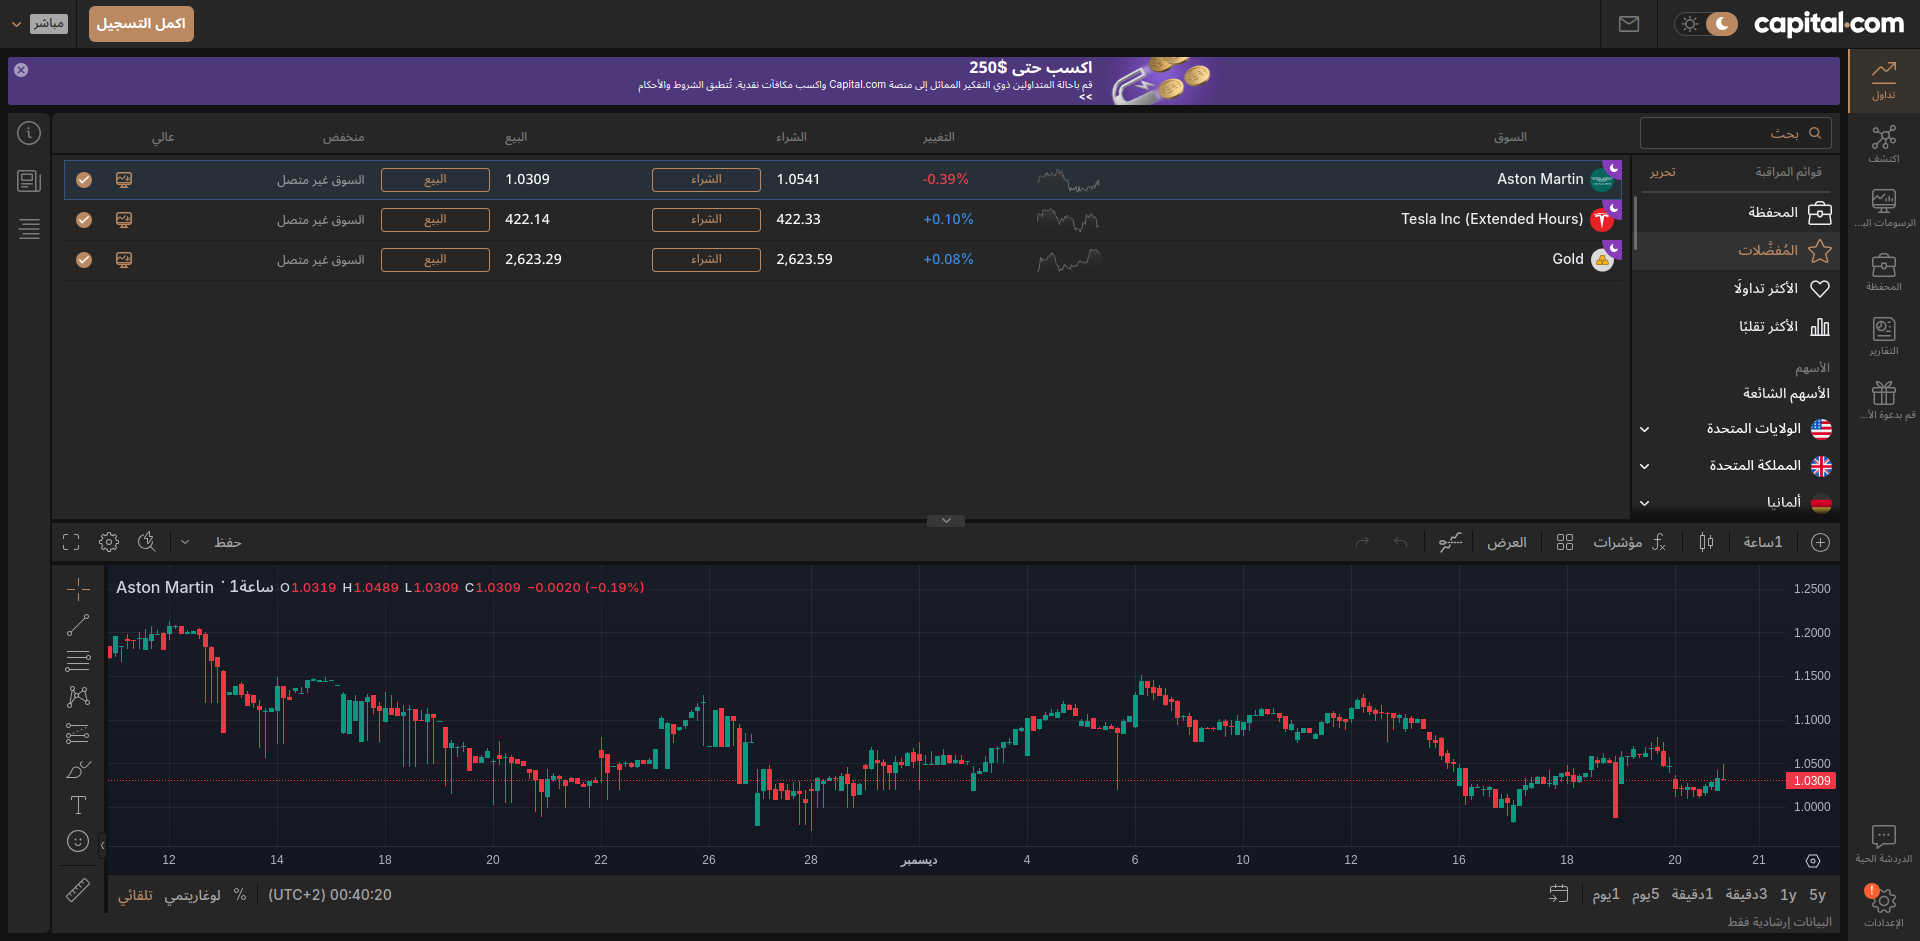 capital.com
اكمل التسجيل
مباشر
اكسب حتى $250
قم بإحالة المتداولين ذوي التفكير المماثل إلى منصة Capital.com واكسب مكافآت نقدية. تُتطبق الشروط والأحكام
>>
تداول
اكتشف
الرسومات الب...
المحفظة
التقارير
قم بدعوة الأ...
الدردشة الحية
!
الإعدادات
بحث
قوائم المراقبة
تحرير
المحفظة
المُفضَّلات
الأكثر تداولًا
الأكثر تقلبًا
الأسهم
الأسهم الشائعة
الولايات المتحدة
المملكة المتحدة
ألمانيا
السوق التغيير الشراء البيع منخفض عالي
Aston Martin -0.39% 1.0541 الشراء 1.0309 البيع السوق غير متصل
Tesla Inc (Extended Hours) +0.10% 422.33 الشراء 422.14 البيع السوق غير متصل
Gold +0.08% 2,623.59 الشراء 2,623.29 البيع السوق غير متصل
1ساعة
مؤشرات
العرض
حفظ
Aston Martin · 1ساعة O1.0319 H1.0489 L1.0309 C1.0309 −0.0020 (−0.19%)
1.2500
1.2000
1.1500
1.1000
1.0500
1.0309
1.0000
12 14 18 20 22 26 28 ديسمبر 4 6 10 12 16 18 20 21
5y 1y 3دقيقة 1دقيقة 5يوم 1يوم
00:40:20 (UTC+2)
%
لوغاريتمي
تلقائي
البيانات إرشادية فقط